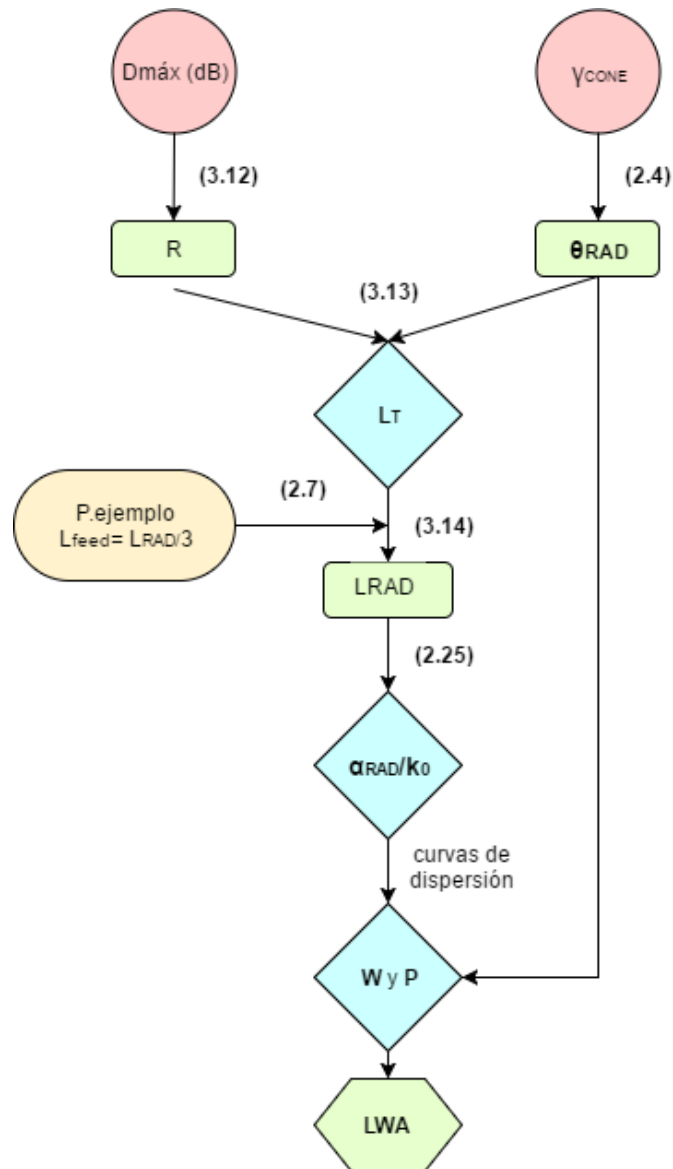 Dmáx (dB)
γCONE
(3.12)
(2.4)
R
θRAD
(3.13)
LT
(2.7)
P.ejemplo
Lfeed= LRAD/3
(3.14)
LRAD
(2.25)
αRAD/k0
curvas de
dispersión
W y P
LWA